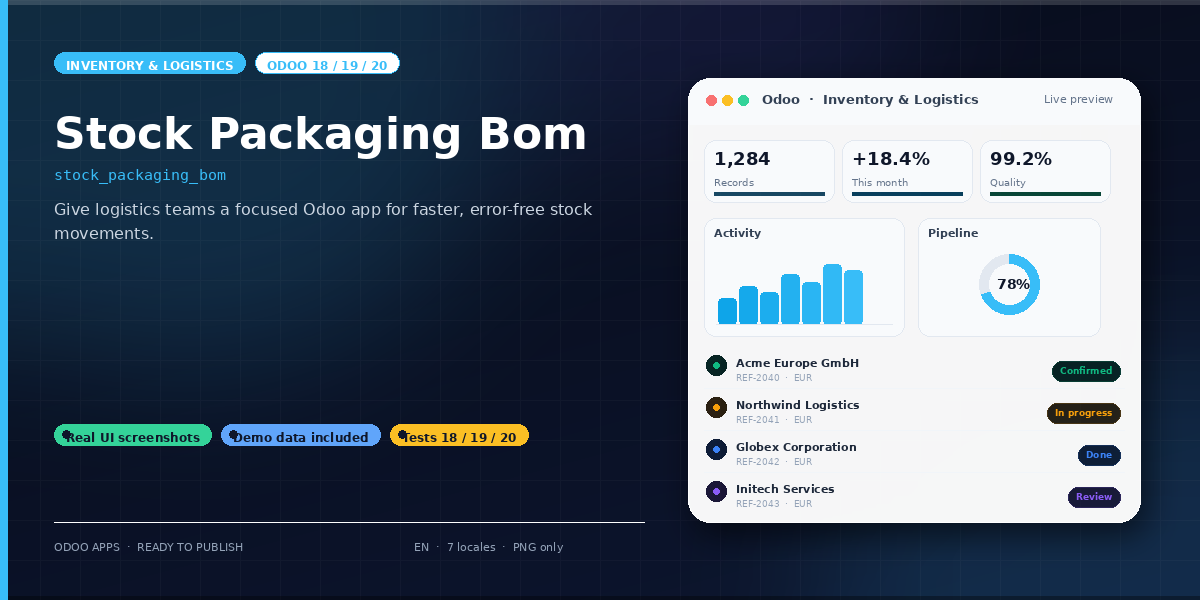 INVENTORY & LOGISTICS
ODOO 18 / 19 / 20
Stock Packaging Bom
stock_packaging_bom
Give logistics teams a focused Odoo app for faster, error-free stock
movements.
Real UI screenshots
Demo data included
Tests 18 / 19 / 20
ODOO APPS · READY TO PUBLISH
EN · 7 locales · PNG only
Odoo · Inventory & Logistics
Live preview
1,284
Records
+18.4%
This month
99.2%
Quality
Activity
Pipeline
78%
Acme Europe GmbH
REF-2040 · EUR
Confirmed
Northwind Logistics
REF-2041 · EUR
In progress
Globex Corporation
REF-2042 · EUR
Done
Initech Services
REF-2043 · EUR
Review